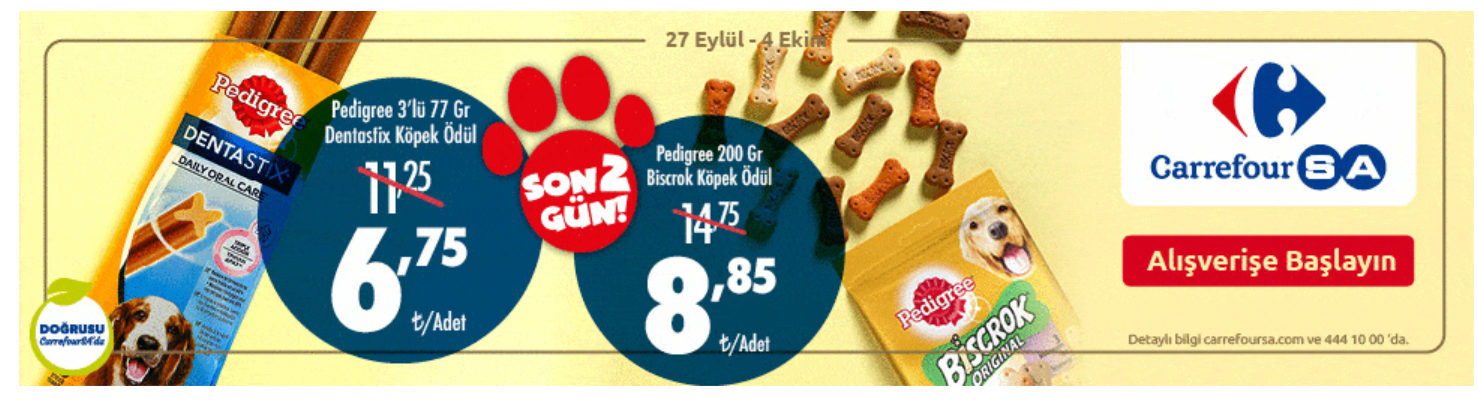 27 Eylül - 4 Ekim
Pedigree
DENTASTIX
DAILY ORAL CARE
Pedigree 3'lü 77 Gr
Dentastix Köpek Ödül
11,25
6,75
₺/Adet
SON 2
GÜN!
Pedigree 200 Gr
Biscrok Köpek Ödül
14,75
8,85
₺/Adet
Pedigree
BISCROK
ORIGINAL
DOĞRUSU
CarrefourSA'da
Carrefour SA
Alışverişe Başlayın
Detaylı bilgi carrefoursa.com ve 444 10 00 'da.